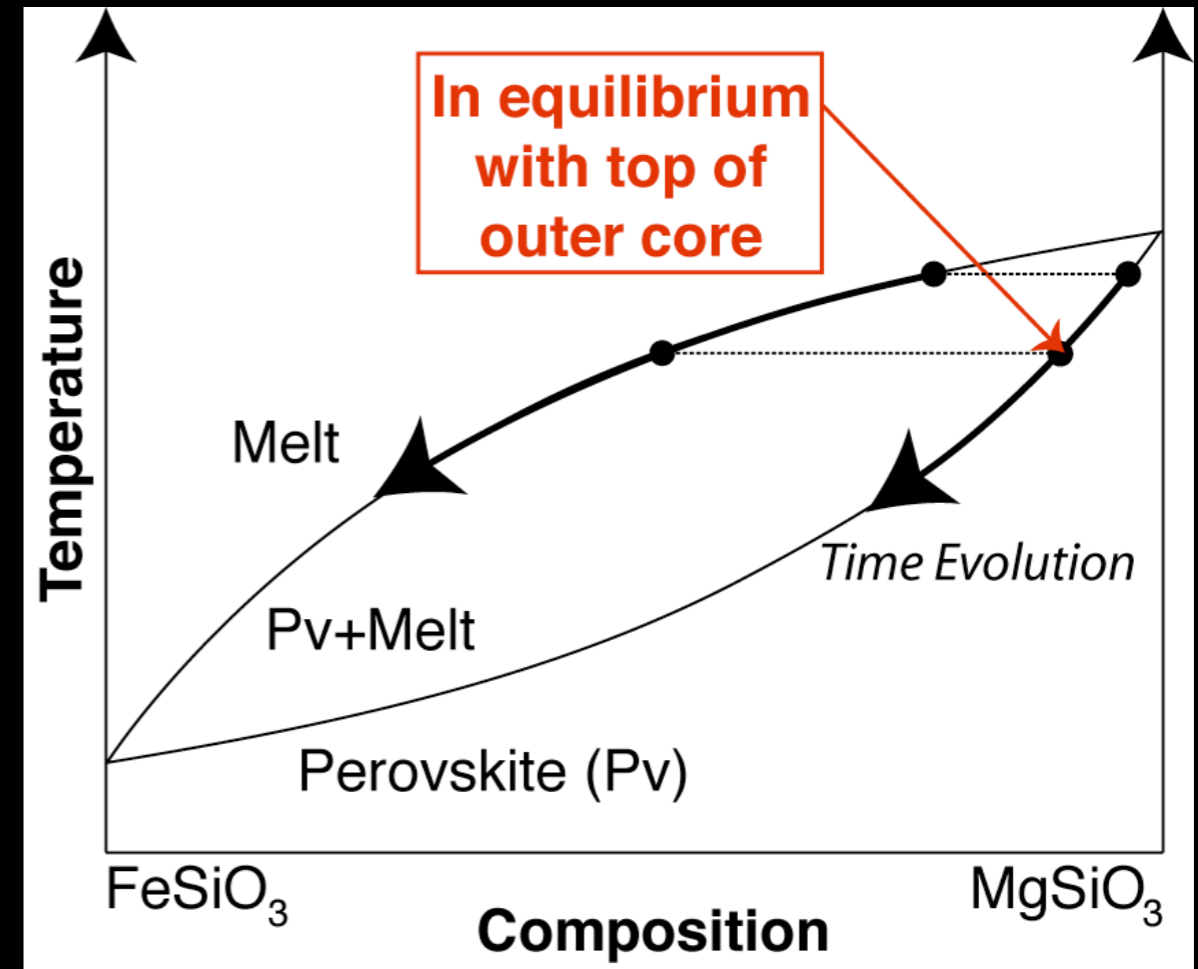 In equilibrium
with top of
outer core
Temperature
Melt
Time Evolution
Pv+Melt
Perovskite (Pv)
FeSiO₃
MgSiO₃
Composition